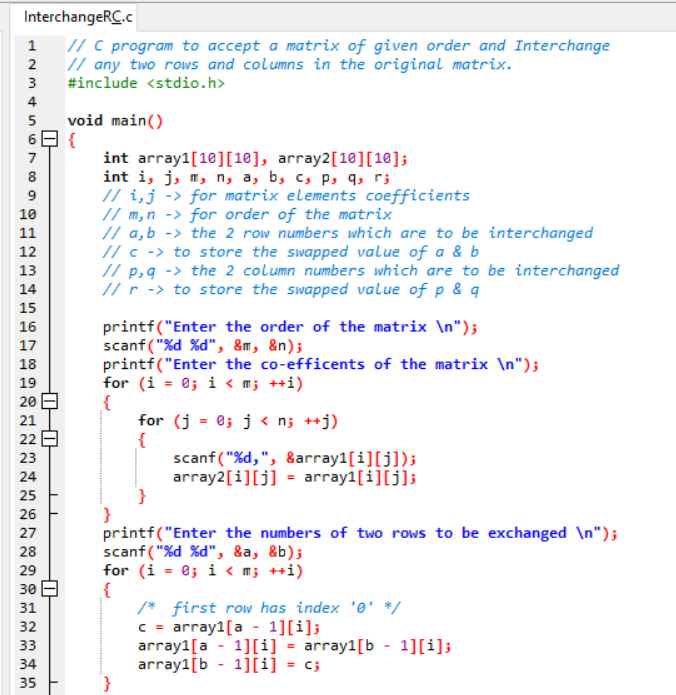 InterchangeRC.c
1 // C program to accept a matrix of given order and Interchange
2 // any two rows and columns in the original matrix.
3 #include <stdio.h>
4
5 void main()
6 {
7 int array1[10][10], array2[10][10];
8 int i, j, m, n, a, b, c, p, q, r;
9 // i,j -> for matrix elements coefficients
10 // m,n -> for order of the matrix
11 // a,b -> the 2 row numbers which are to be interchanged
12 // c -> to store the swapped value of a & b
13 // p,q -> the 2 column numbers which are to be interchanged
14 // r -> to store the swapped value of p & q
15
16 printf("Enter the order of the matrix \n");
17 scanf("%d %d", &m, &n);
18 printf("Enter the co-efficents of the matrix \n");
19 for (i = 0; i < m; ++i)
20 {
21 for (j = 0; j < n; ++j)
22 {
23 scanf("%d,", &array1[i][j]);
24 array2[i][j] = array1[i][j];
25 }
26 }
27 printf("Enter the numbers of two rows to be exchanged \n");
28 scanf("%d %d", &a, &b);
29 for (i = 0; i < m; ++i)
30 {
31 /* first row has index '0' */
32 c = array1[a - 1][i];
33 array1[a - 1][i] = array1[b - 1][i];
34 array1[b - 1][i] = c;
35 }